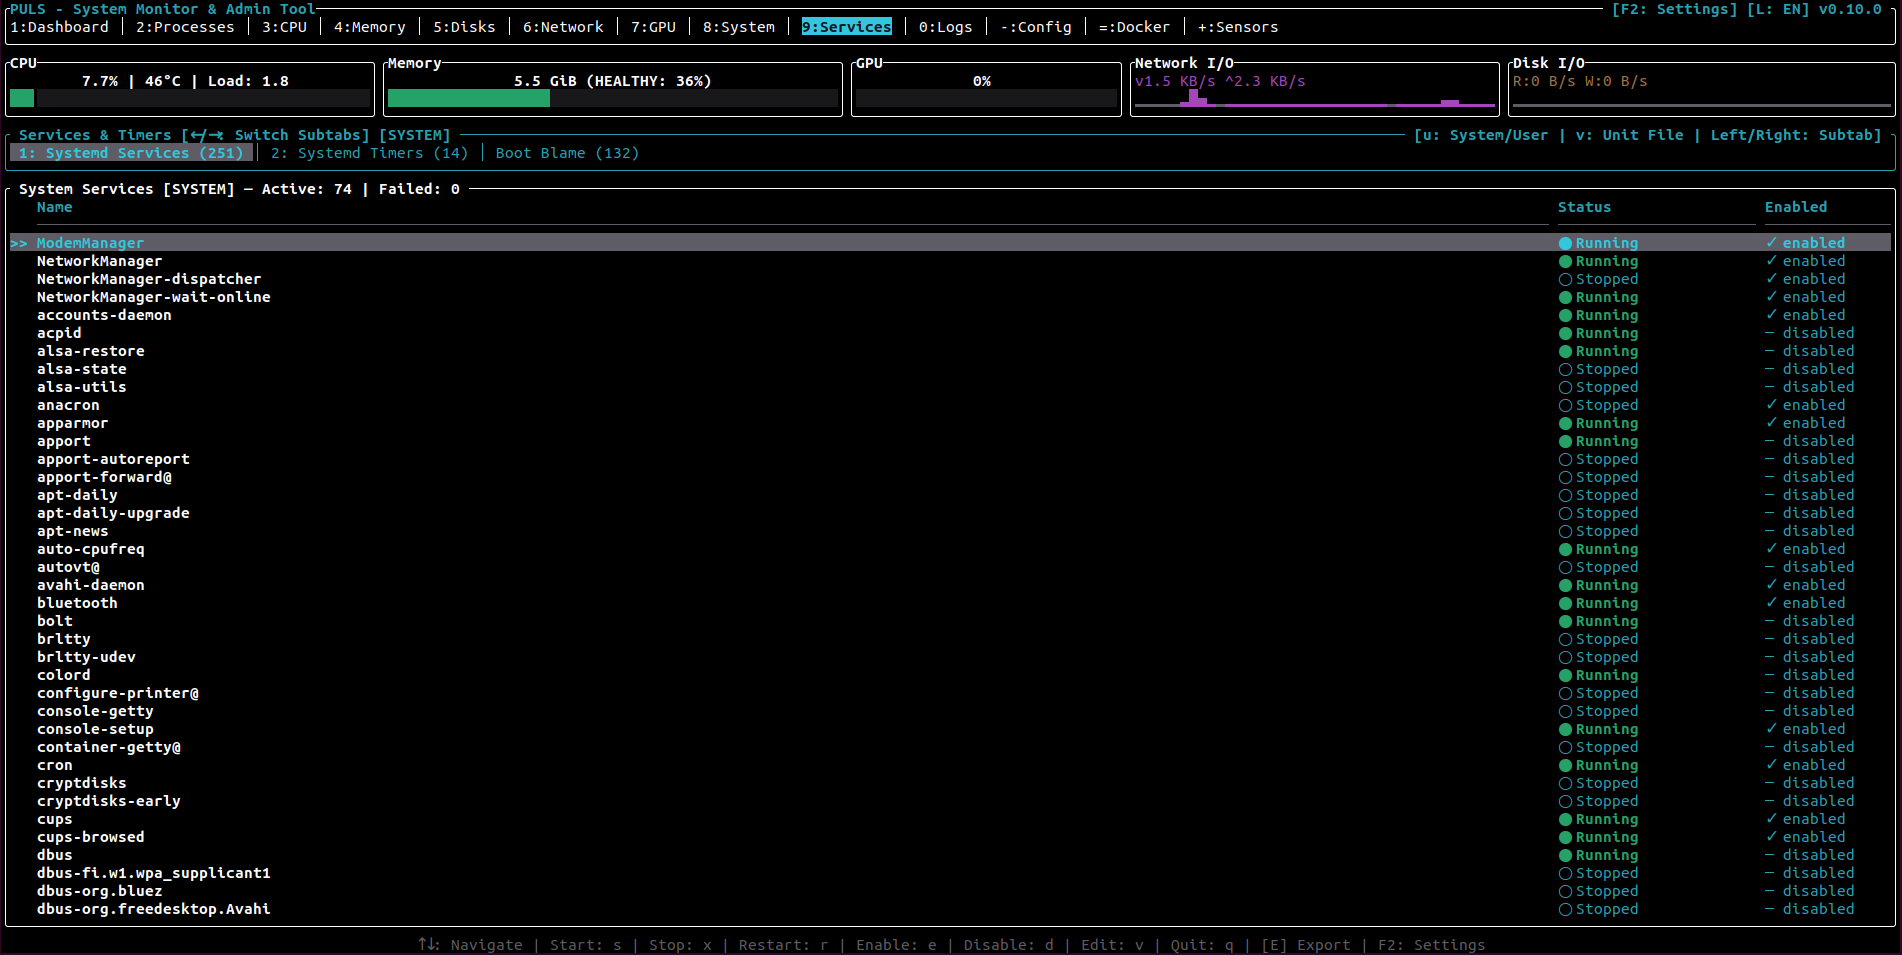 PULS - System Monitor & Admin Tool [F2: Settings] [L: EN] v0.10.0
1:Dashboard │ 2:Processes │ 3:CPU │ 4:Memory │ 5:Disks │ 6:Network │ 7:GPU │ 8:System │ 9:Services │ 0:Logs │ -:Config │ =:Docker │ +:Sensors
CPU Memory GPU Network I/O Disk I/O
7.7% | 46°C | Load: 1.8 5.5 GiB (HEALTHY: 36%) 0% v1.5 KB/s ^2.3 KB/s R:0 B/s W:0 B/s
Services & Timers [←/→: Switch Subtabs] [SYSTEM] [u: System/User | v: Unit File | Left/Right: Subtab]
1: Systemd Services (251) │ 2: Systemd Timers (14) │ Boot Blame (132)
System Services [SYSTEM] — Active: 74 | Failed: 0
Name Status Enabled
>> ModemManager ● Running ✓ enabled
NetworkManager ● Running ✓ enabled
NetworkManager-dispatcher ○ Stopped ✓ enabled
NetworkManager-wait-online ● Running ✓ enabled
accounts-daemon ● Running ✓ enabled
acpid ● Running — disabled
alsa-restore ● Running — disabled
alsa-state ○ Stopped — disabled
alsa-utils ○ Stopped — disabled
anacron ○ Stopped ✓ enabled
apparmor ● Running ✓ enabled
apport ● Running — disabled
apport-autoreport ○ Stopped — disabled
apport-forward@ ○ Stopped — disabled
apt-daily ○ Stopped — disabled
apt-daily-upgrade ○ Stopped — disabled
apt-news ○ Stopped — disabled
auto-cpufreq ● Running ✓ enabled
autovt@ ○ Stopped — disabled
avahi-daemon ● Running ✓ enabled
bluetooth ● Running ✓ enabled
bolt ● Running — disabled
brltty ○ Stopped — disabled
brltty-udev ○ Stopped — disabled
colord ● Running — disabled
configure-printer@ ○ Stopped — disabled
console-getty ○ Stopped — disabled
console-setup ● Running ✓ enabled
container-getty@ ○ Stopped — disabled
cron ● Running ✓ enabled
cryptdisks ○ Stopped — disabled
cryptdisks-early ○ Stopped — disabled
cups ● Running ✓ enabled
cups-browsed ● Running ✓ enabled
dbus ● Running — disabled
dbus-fi.w1.wpa_supplicant1 ○ Stopped — disabled
dbus-org.bluez ○ Stopped — disabled
dbus-org.freedesktop.Avahi ○ Stopped — disabled
↑↓: Navigate | Start: s | Stop: x | Restart: r | Enable: e | Disable: d | Edit: v | Quit: q | [E] Export | F2: Settings